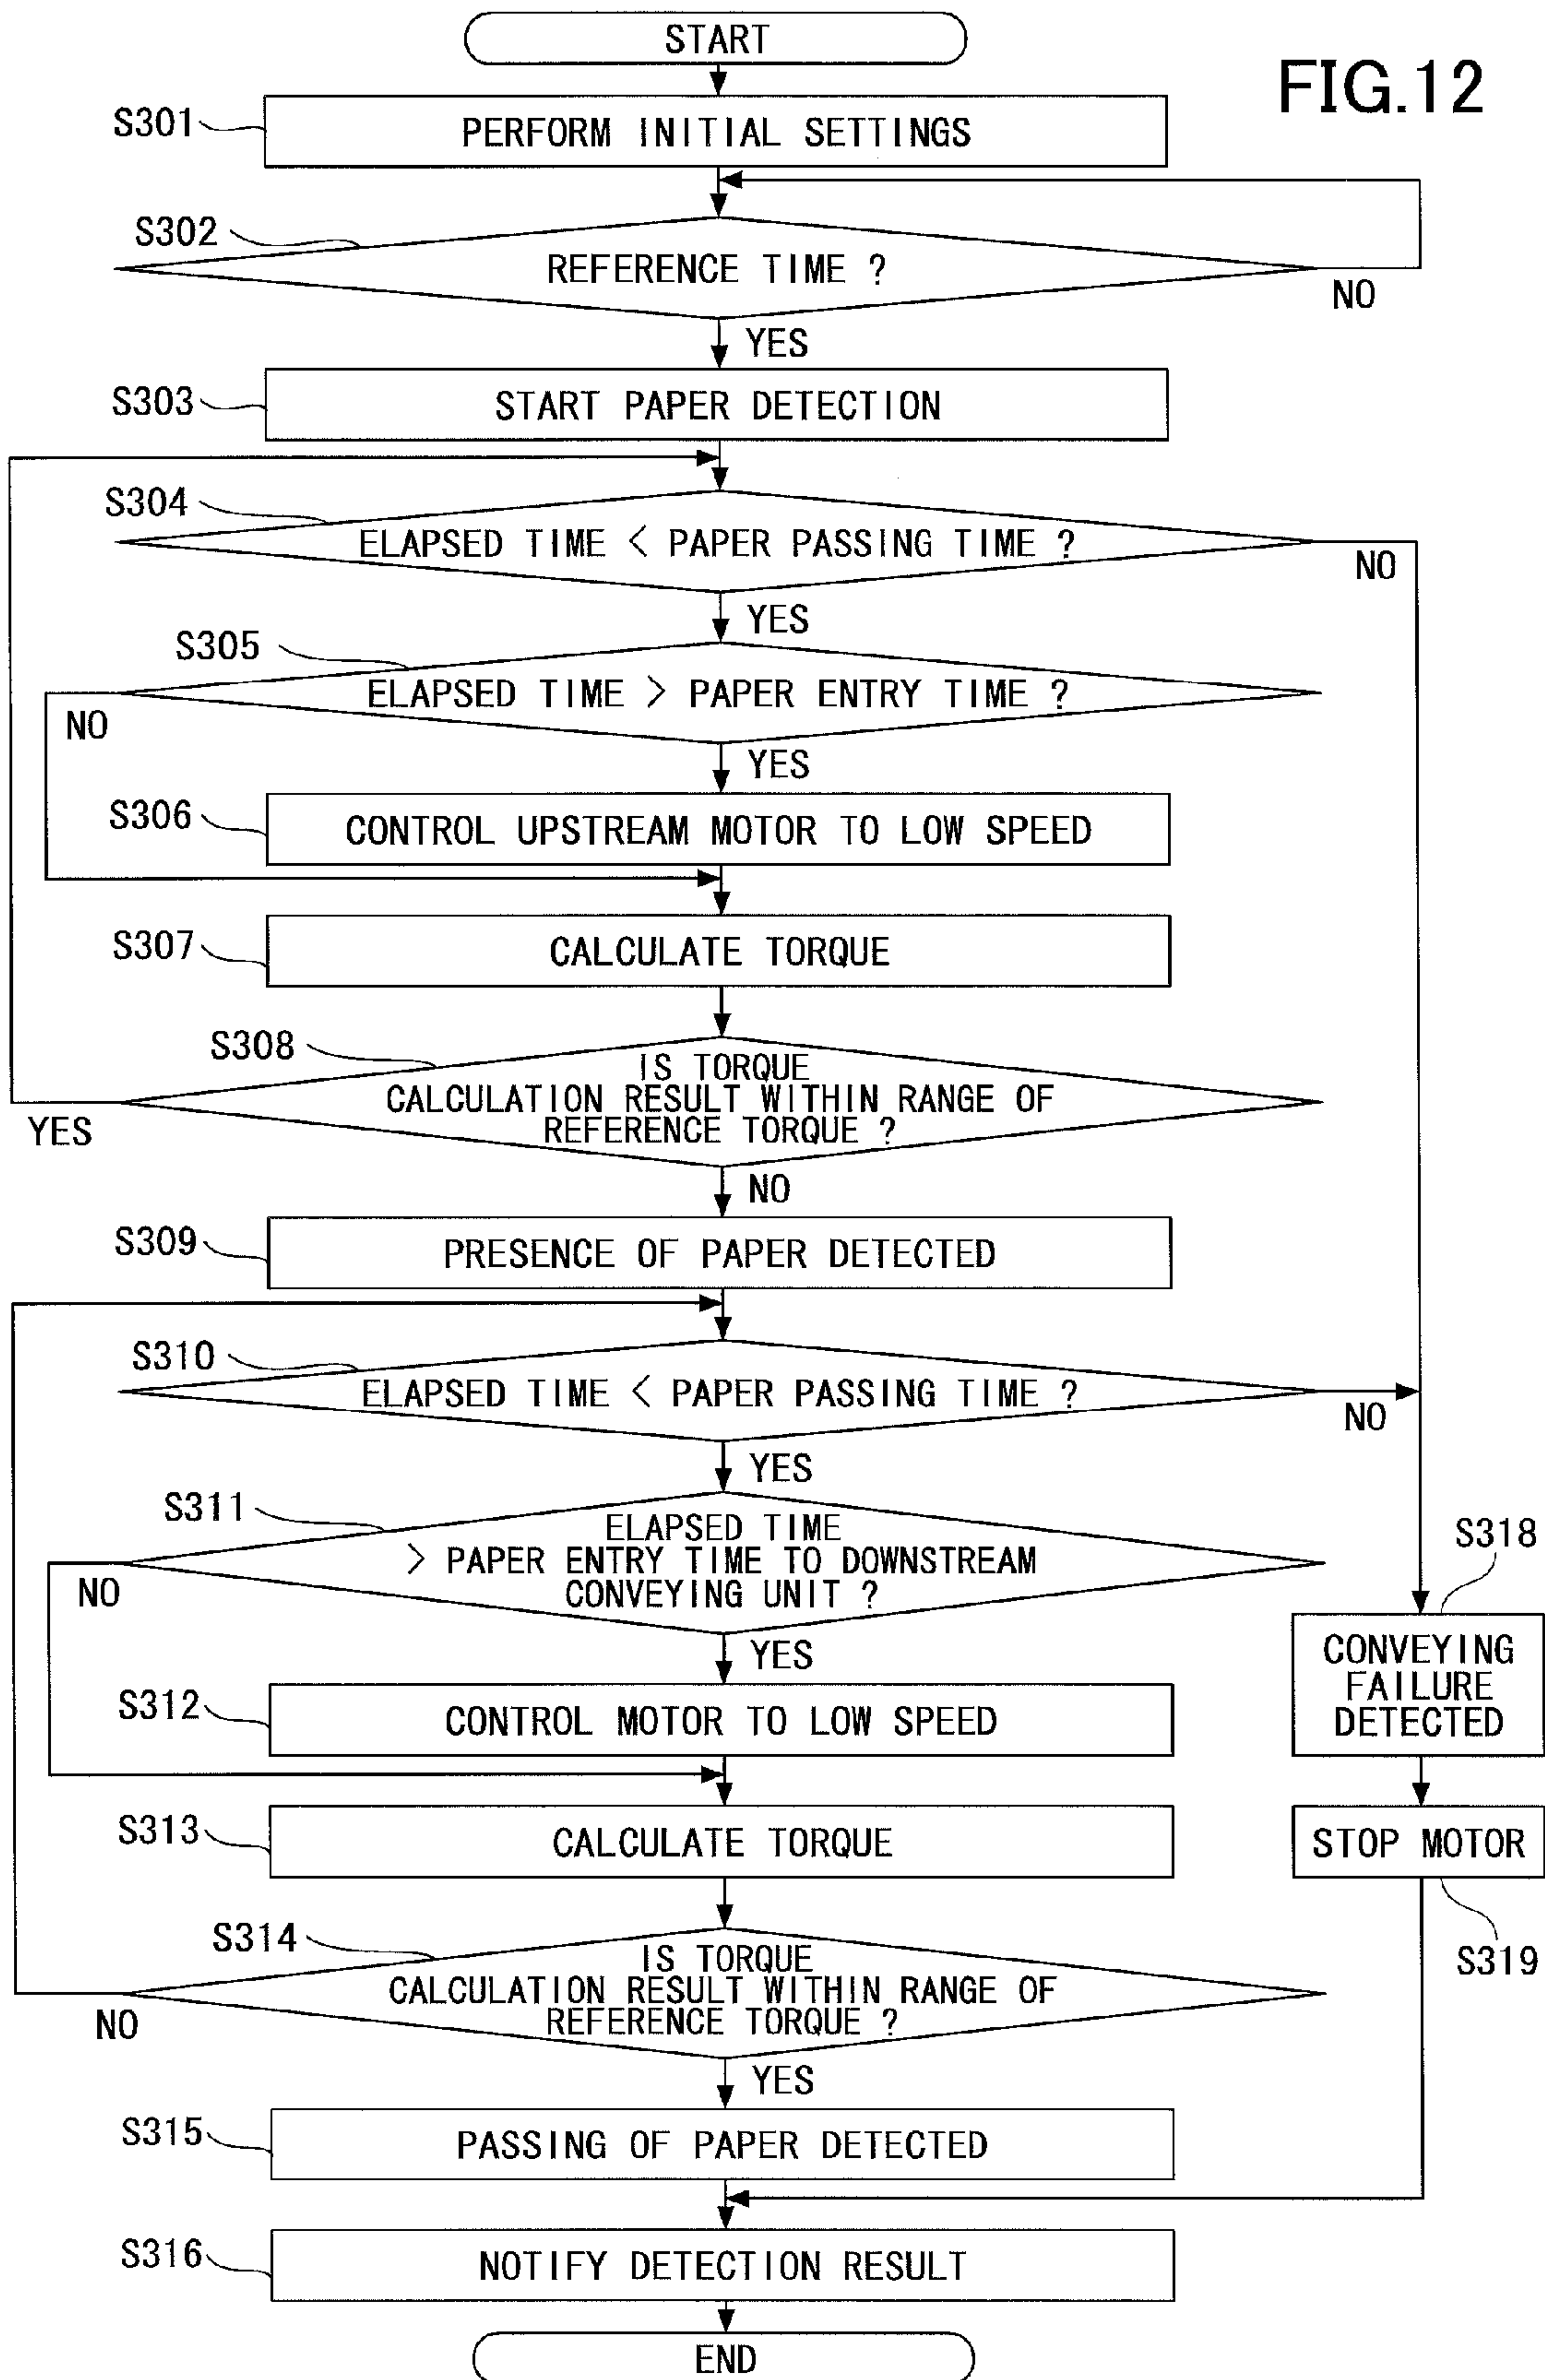 START
FIG.12
S301
PERFORM INITIAL SETTINGS
S302
REFERENCE TIME ?
NO
YES
S303
START PAPER DETECTION
S304
ELAPSED TIME < PAPER PASSING TIME ?
NO
YES
S305
ELAPSED TIME > PAPER ENTRY TIME ?
NO
YES
S306
CONTROL UPSTREAM MOTOR TO LOW SPEED
S307
CALCULATE TORQUE
S308
IS TORQUE
CALCULATION RESULT WITHIN RANGE OF
REFERENCE TORQUE ?
YES
NO
S309
PRESENCE OF PAPER DETECTED
S310
ELAPSED TIME < PAPER PASSING TIME ?
NO
YES
S311
ELAPSED TIME
> PAPER ENTRY TIME TO DOWNSTREAM
CONVEYING UNIT ?
NO
YES
S318
CONVEYING
FAILURE
DETECTED
S312
CONTROL MOTOR TO LOW SPEED
S313
CALCULATE TORQUE
STOP MOTOR
S319
S314
IS TORQUE
CALCULATION RESULT WITHIN RANGE OF
REFERENCE TORQUE ?
NO
YES
S315
PASSING OF PAPER DETECTED
S316
NOTIFY DETECTION RESULT
END